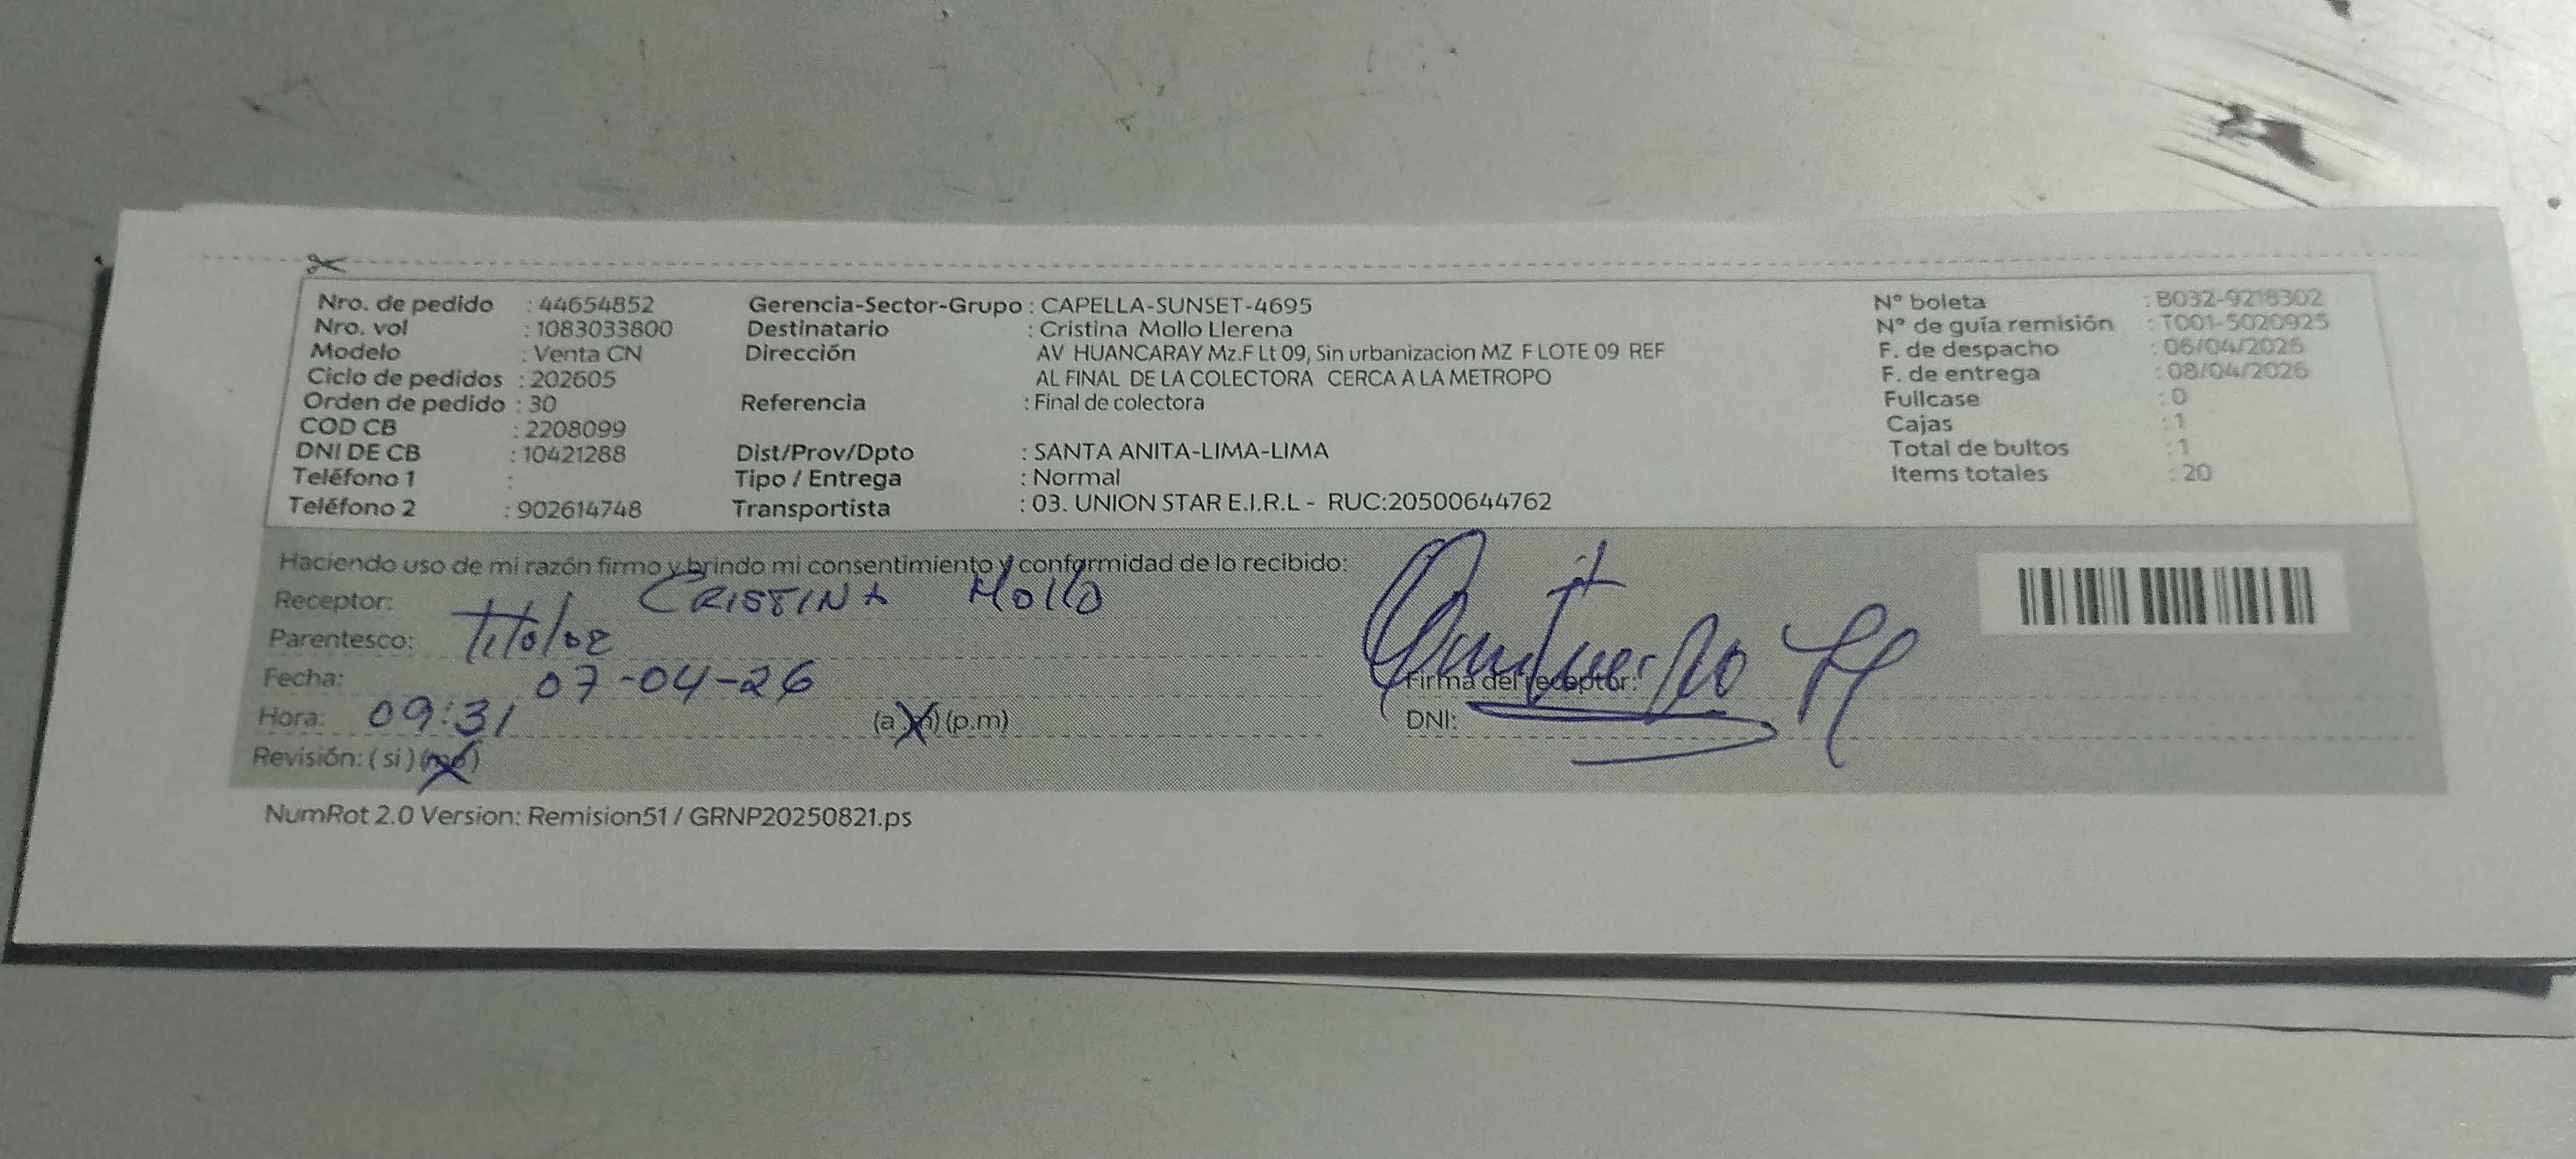 Nro. de pedido : 44654852
Nro. vol : 1083033800
Modelo : Venta CN
Ciclo de pedidos : 202605
Orden de pedido : 30
COD CB : 2208099
DNI DE CB : 10421288
Teléfono 1 :
Teléfono 2 : 902614748
Gerencia-Sector-Grupo : CAPELLA-SUNSET-4695
Destinatario : Cristina Mollo Llerena
Dirección AV HUANCARAY Mz.F Lt 09, Sin urbanizacion MZ F LOTE 09 REF
AL FINAL DE LA COLECTORA CERCA A LA METROPO
Referencia : Final de colectora
Dist/Prov/Dpto : SANTA ANITA-LIMA-LIMA
Tipo / Entrega : Normal
Transportista : 03. UNION STAR E.I.R.L - RUC:20500644762
N° boleta : B032-9218302
N° de guía remisión : T001-5020925
F. de despacho : 06/04/2026
F. de entrega : 08/04/2026
Fullcase : 0
Cajas : 1
Total de bultos : 1
Items totales : 20
Haciendo uso de mi razón firmo y brindo mi consentimiento y conformidad de lo recibido:
Receptor: CRISTINA Mollo
Parentesco: Titular
Fecha: 07-04-26
Hora: 09:31 (a.m) (p.m)
Revisión: ( si ) (no)
Firma del receptor:
DNI:
NumRot 2.0 Version: Remision51 / GRNP20250821.ps